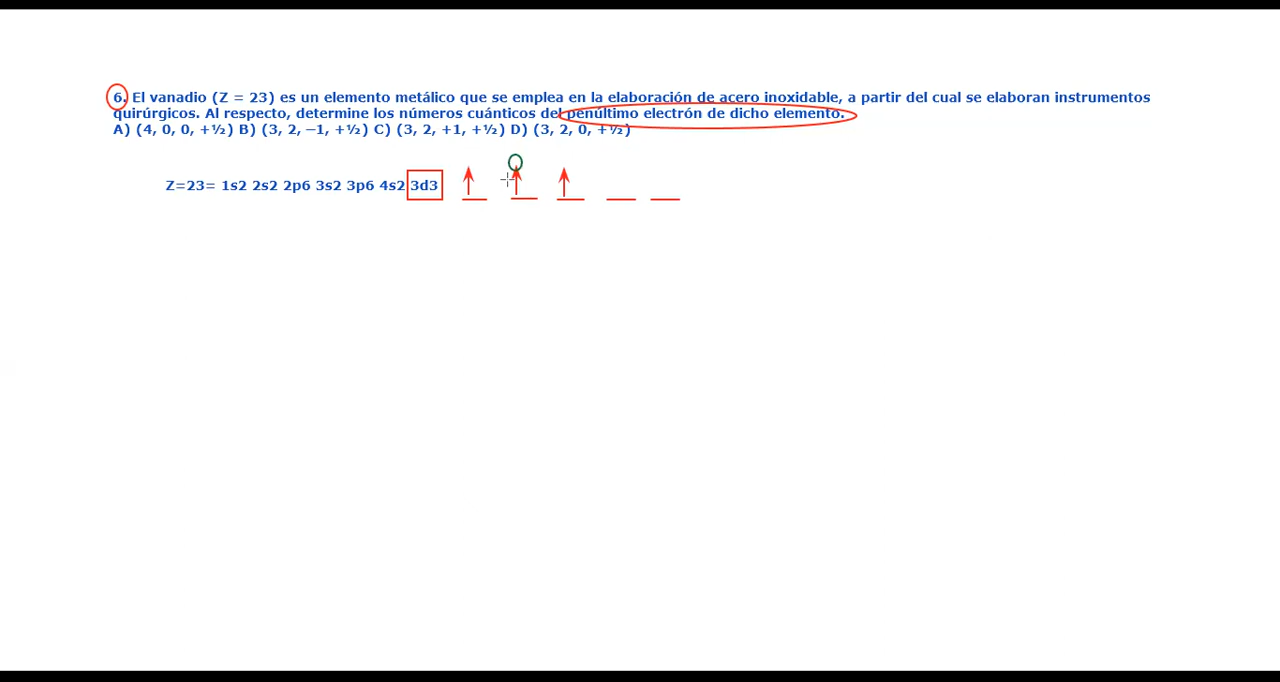 6. El vanadio (Z = 23) es un elemento metálico que se emplea en la elaboración de acero inoxidable, a partir del cual se elaboran instrumentos
quirúrgicos. Al respecto, determine los números cuánticos del penúltimo electrón de dicho elemento.
A) (4, 0, 0, +½) B) (3, 2, −1, +½) C) (3, 2, +1, +½) D) (3, 2, 0, +½)
Z=23= 1s2 2s2 2p6 3s2 3p6 4s2 3d3